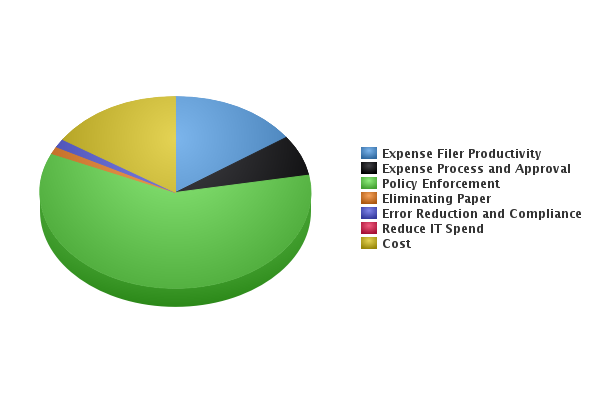 Expense Filer Productivity
Expense Process and Approval
Policy Enforcement
Eliminating Paper
Error Reduction and Compliance
Reduce IT Spend
Cost